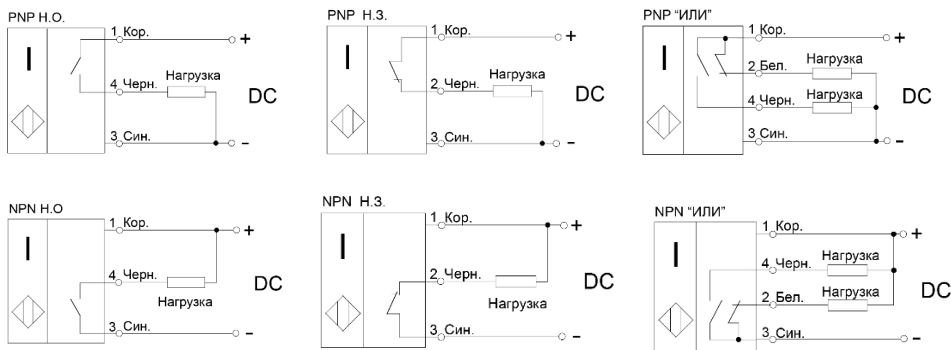 PNP Н.О.
1 Кор.
+
I
4 Черн.
Нагрузка
DC
3 Син.
-
PNP Н.З.
1 Кор.
+
I
2 Черн.
Нагрузка
DC
3 Син.
-
PNP “ИЛИ”
1 Кор.
+
I
2 Бел.
Нагрузка
4 Черн.
Нагрузка
DC
3 Син.
-
NPN Н.О
1 Кор.
+
I
4 Черн.
Нагрузка
DC
3 Син.
-
NPN Н.З.
1 Кор.
+
I
2 Черн.
Нагрузка
DC
3 Син.
-
NPN “ИЛИ”
1 Кор.
+
I
4 Черн.
Нагрузка
2 Бел.
Нагрузка
DC
3 Син.
-